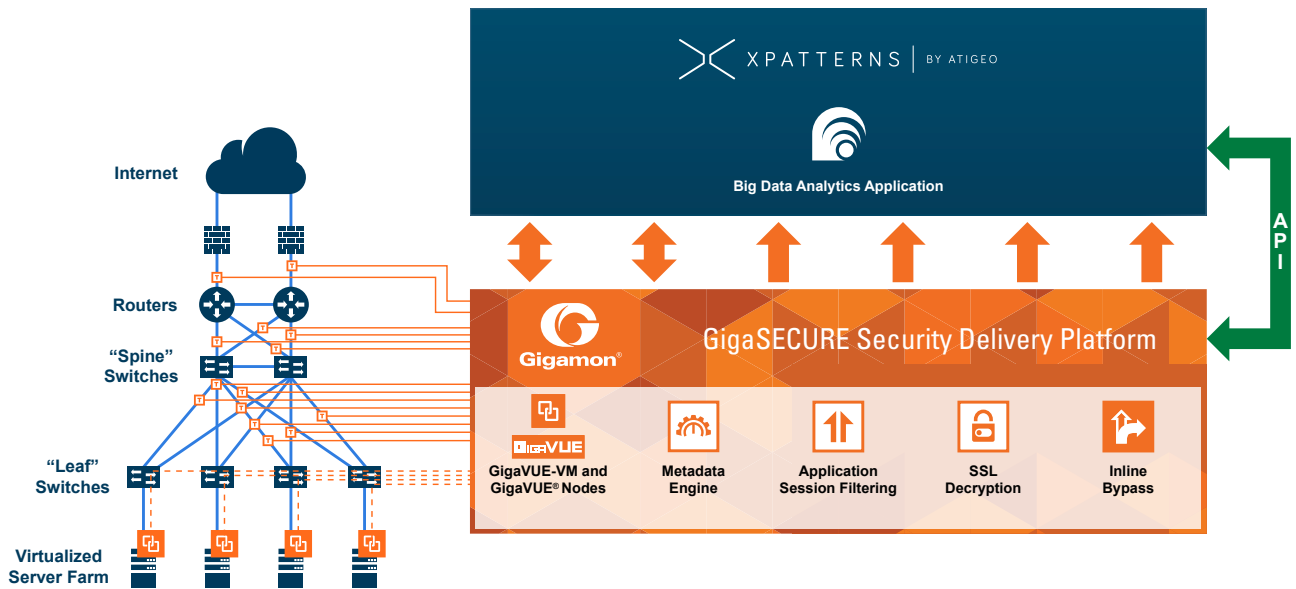 XPATTERNS | BY ATIGEO
Big Data Analytics Application
API
Internet
Routers
“Spine”
Switches
“Leaf”
Switches
Virtualized
Server Farm
T
T
T
T
T
T
T
T
T
T
T
T
T
T
Gigamon®
GigaSECURE Security Delivery Platform
GIGAVUE
GigaVUE-VM and
GigaVUE® Nodes
Metadata
Engine
Application
Session Filtering
SSL
Decryption
Inline
Bypass